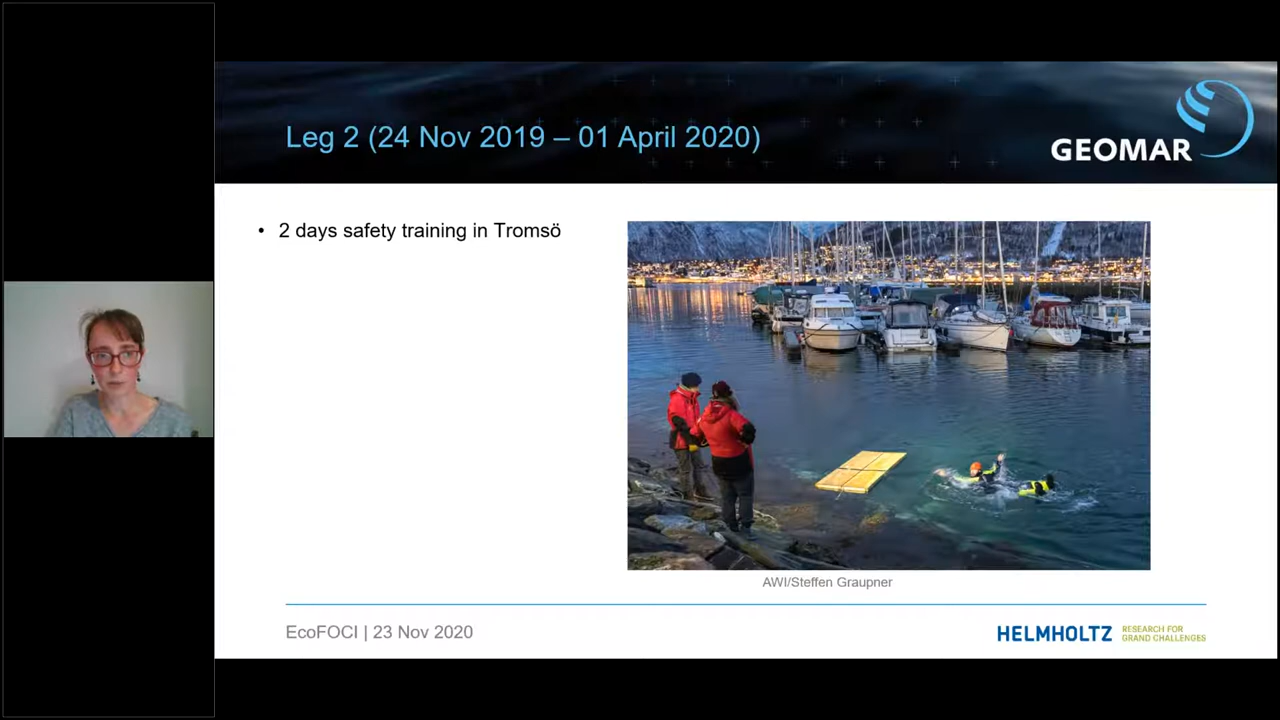 Leg 2 (24 Nov 2019 – 01 April 2020)
GEOMAR
• 2 days safety training in Tromsö
AWI/Steffen Graupner
EcoFOCI | 23 Nov 2020
HELMHOLTZ
RESEARCH FOR
GRAND CHALLENGES